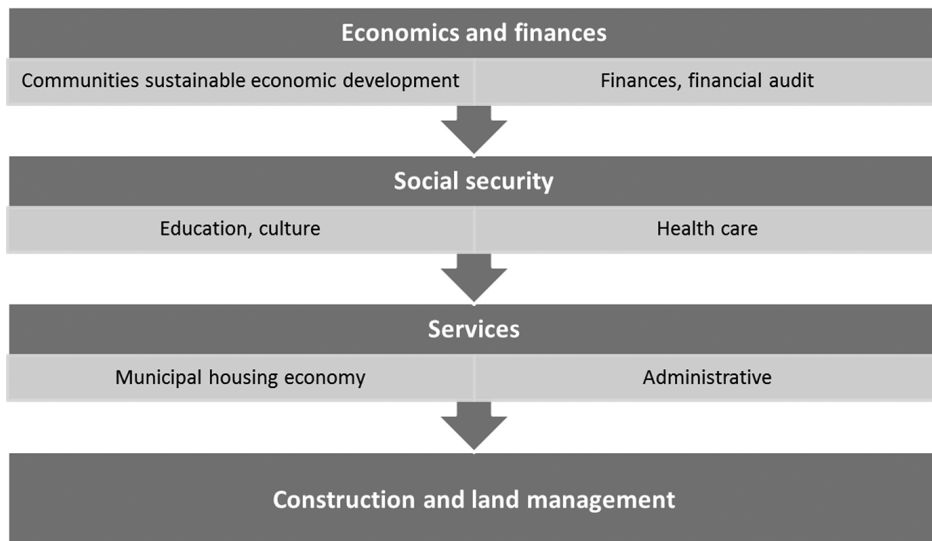 Economics and finances
Communities sustainable economic development
Finances, financial audit
Social security
Education, culture
Health care
Services
Municipal housing economy
Administrative
Construction and land management